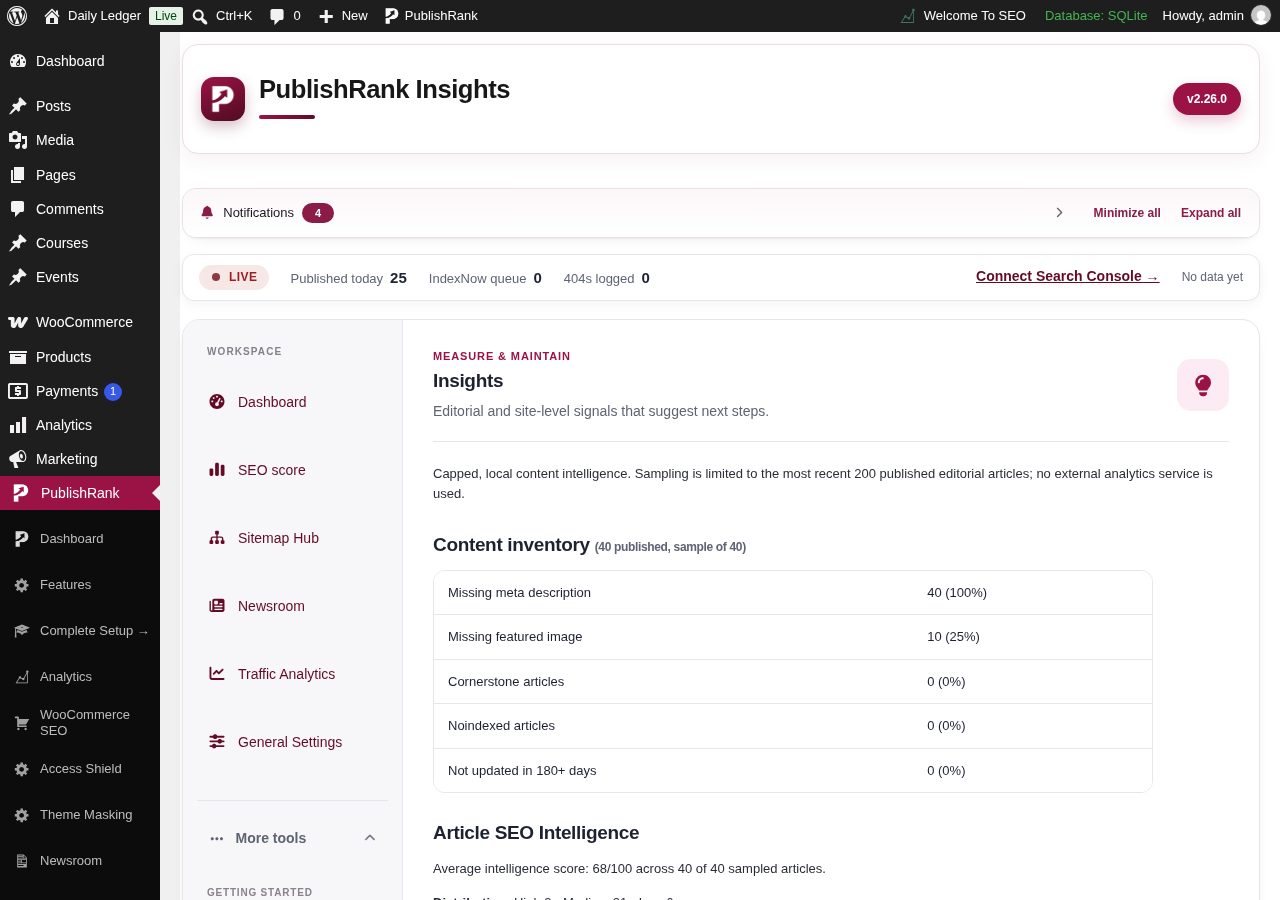 Daily Ledger Live Ctrl+K 0 New PublishRank Welcome To SEO Database: SQLite Howdy, admin
Dashboard
Posts
Media
Pages
Comments
Courses
Events
WooCommerce
Products
Payments 1
Analytics
Marketing
PublishRank
Dashboard
Features
Complete Setup →
Analytics
WooCommerce
SEO
Access Shield
Theme Masking
Newsroom
PublishRank Insights
v2.26.0
Notifications 4 Minimize all Expand all
LIVE Published today 25 IndexNow queue 0 404s logged 0 Connect Search Console → No data yet
WORKSPACE
Dashboard
SEO score
Sitemap Hub
Newsroom
Traffic Analytics
General Settings
More tools
GETTING STARTED
MEASURE & MAINTAIN
Insights
Editorial and site-level signals that suggest next steps.
Capped, local content intelligence. Sampling is limited to the most recent 200 published editorial articles; no external analytics service is
used.
Content inventory (40 published, sample of 40)
Missing meta description 40 (100%)
Missing featured image 10 (25%)
Cornerstone articles 0 (0%)
Noindexed articles 0 (0%)
Not updated in 180+ days 0 (0%)
Article SEO Intelligence
Average intelligence score: 68/100 across 40 of 40 sampled articles.